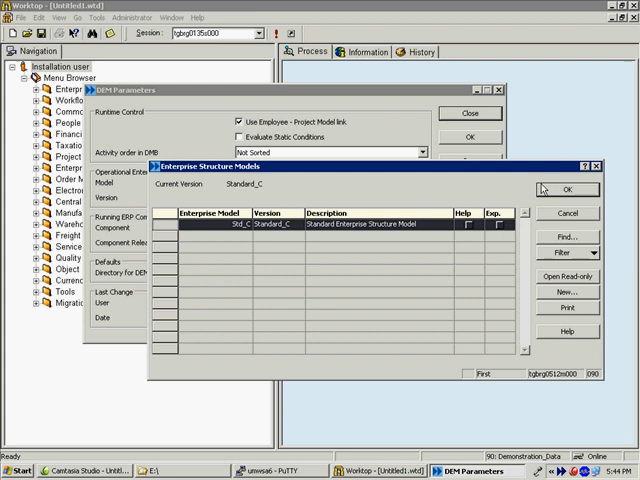 Worktop - [Untitled1.wtd]
File Edit View Go Tools Administrator Window Help
Session: ttgbrg0135s000
Navigation
Process Information History
Installation user
Menu Browser
Enterp
Workflo
Commo
People
Financi
Taxatio
Project
Enterp
Order M
Electro
Central
Manufa
Wareho
Freight
Service
Quality
Object
Currenc
Tools
Migratio
DEM Parameters
Runtime Control
Use Employee - Project Model link
Evaluate Static Conditions
Activity order in DMB Not Sorted
Close
OK
Operational Enter
Model
Version
Running ERP Com
Component
Component Relea
Defaults
Directory for DEM
Last Change
User
Date
Enterprise Structure Models
Current Version Standard_C
Enterprise Model Version Description Help Exp.
Std_C Standard_C Standard Enterprise Structure Model
OK
Cancel
Find...
Filter
Open Read-only
New...
Print
Help
First tgbrg0512m000 090
Ready 90: Demonstration_Data Online
Start Camtasia Studio - Untitl... E:\ umwsa6 - PuTTY Worktop - [Untitled1.wtd] DEM Parameters 5:44 PM